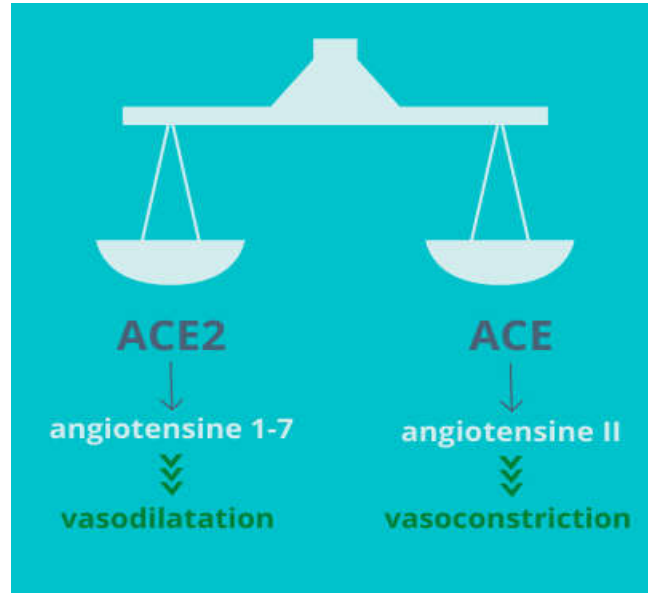 ACE2
angiotensine 1-7
vasodilatation
ACE
angiotensine II
vasoconstriction